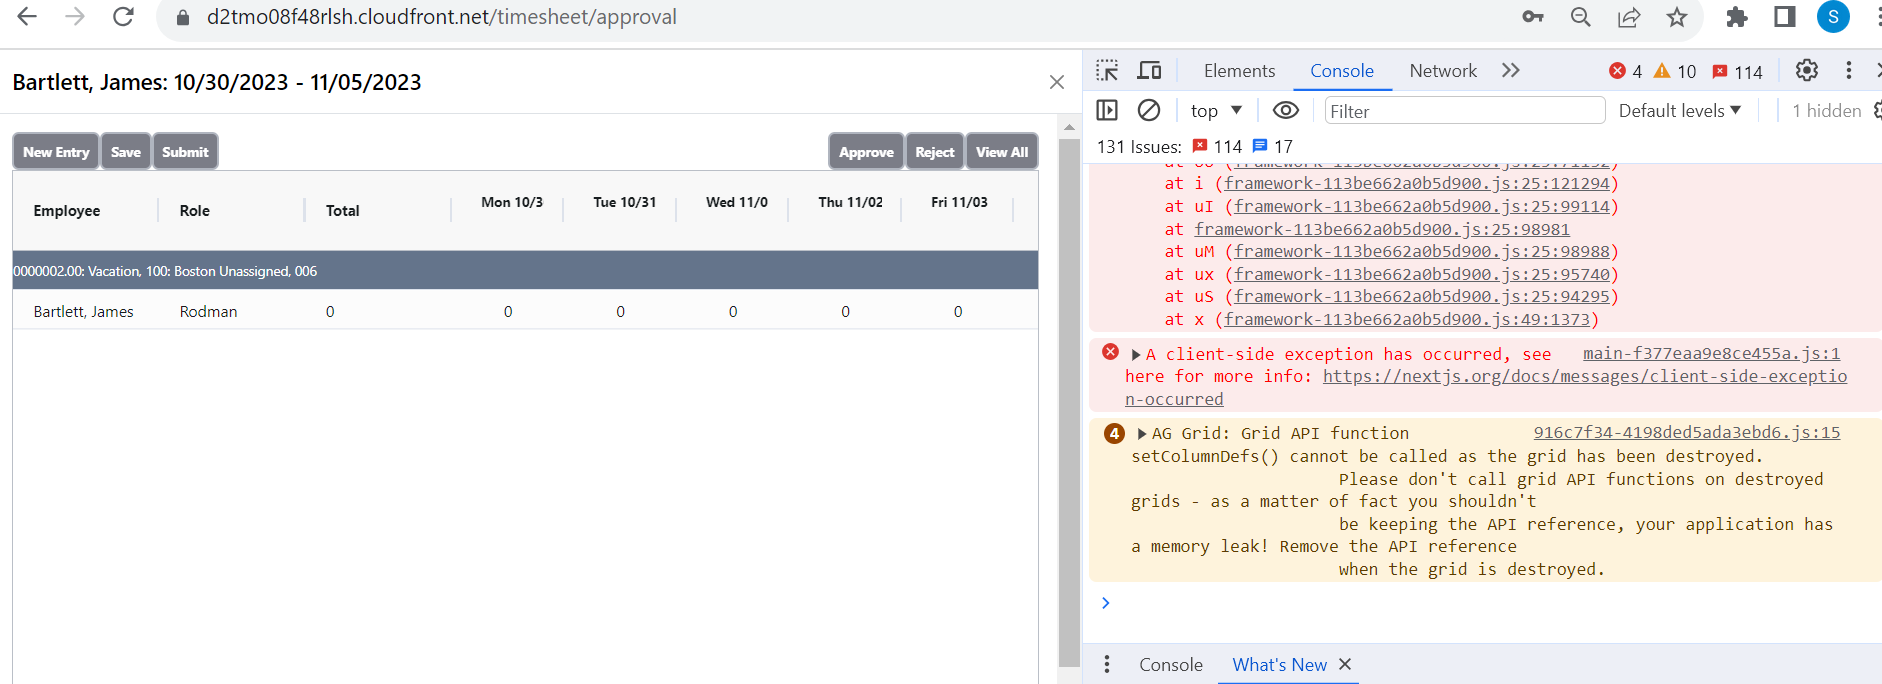 d2tmo08f48rlsh.cloudfront.net/timesheet/approval
S
Bartlett, James: 10/30/2023 - 11/05/2023
New Entry Save Submit Approve Reject View All
Employee Role Total Mon 10/3 Tue 10/31 Wed 11/0 Thu 11/02 Fri 11/03
0000002.00: Vacation, 100: Boston Unassigned, 006
Bartlett, James Rodman 0 0 0 0 0 0
Elements Console Network 4 10 114
top Filter Default levels 1 hidden
131 Issues: 114 17
at i (framework-113be662a0b5d900.js:25:121294)
at uI (framework-113be662a0b5d900.js:25:99114)
at framework-113be662a0b5d900.js:25:98981
at uM (framework-113be662a0b5d900.js:25:98988)
at ux (framework-113be662a0b5d900.js:25:95740)
at uS (framework-113be662a0b5d900.js:25:94295)
at x (framework-113be662a0b5d900.js:49:1373)
A client-side exception has occurred, see main-f377eaa9e8ce455a.js:1
here for more info: https://nextjs.org/docs/messages/client-side-exceptio
n-occurred
4 AG Grid: Grid API function 916c7f34-4198ded5ada3ebd6.js:15
setColumnDefs() cannot be called as the grid has been destroyed.
Please don't call grid API functions on destroyed
grids - as a matter of fact you shouldn't
be keeping the API reference, your application has
a memory leak! Remove the API reference
when the grid is destroyed.
Console What's New